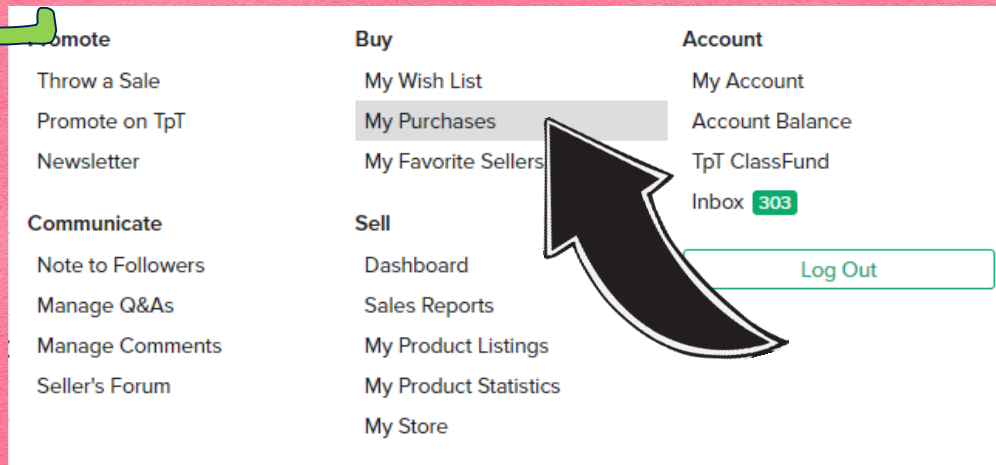 Promote
Throw a Sale
Promote on TpT
Newsletter
Communicate
Note to Followers
Manage Q&As
Manage Comments
Seller's Forum
Buy
My Wish List
My Purchases
My Favorite Sellers
Sell
Dashboard
Sales Reports
My Product Listings
My Product Statistics
My Store
Account
My Account
Account Balance
TpT ClassFund
Inbox 303
Log Out